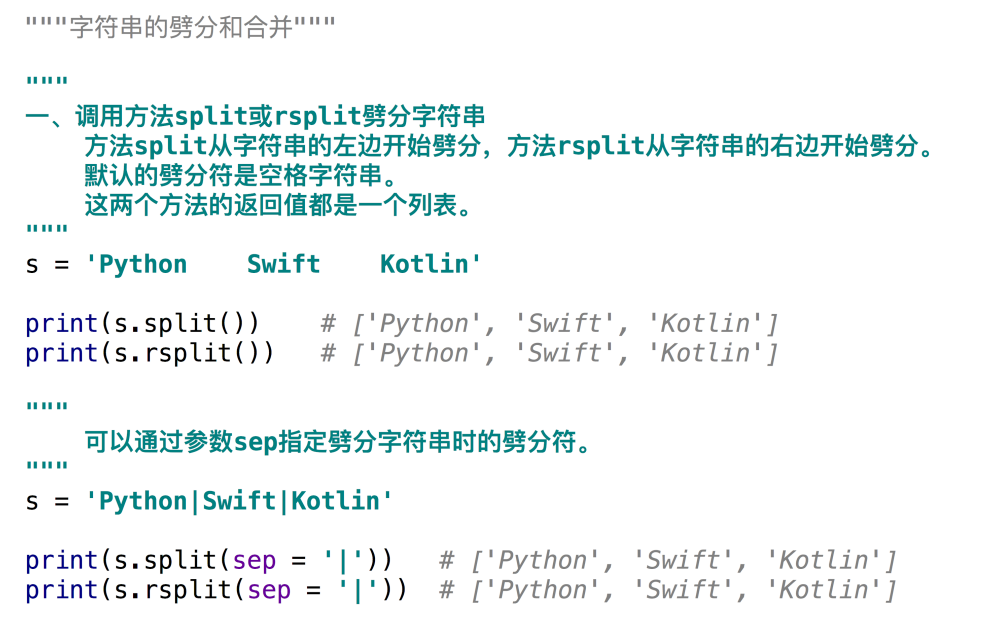 """字符串的劈分和合并"""
"""
一、调用方法split或rsplit劈分字符串
    方法split从字符串的左边开始劈分，方法rsplit从字符串的右边开始劈分。
    默认的劈分符是空格字符串。
    这两个方法的返回值都是一个列表。
"""
s = 'Python    Swift    Kotlin'
print(s.split())    # ['Python', 'Swift', 'Kotlin']
print(s.rsplit())   # ['Python', 'Swift', 'Kotlin']
"""
    可以通过参数sep指定劈分字符串时的劈分符。
"""
s = 'Python|Swift|Kotlin'
print(s.split(sep = '|'))   # ['Python', 'Swift', 'Kotlin']
print(s.rsplit(sep = '|'))  # ['Python', 'Swift', 'Kotlin']